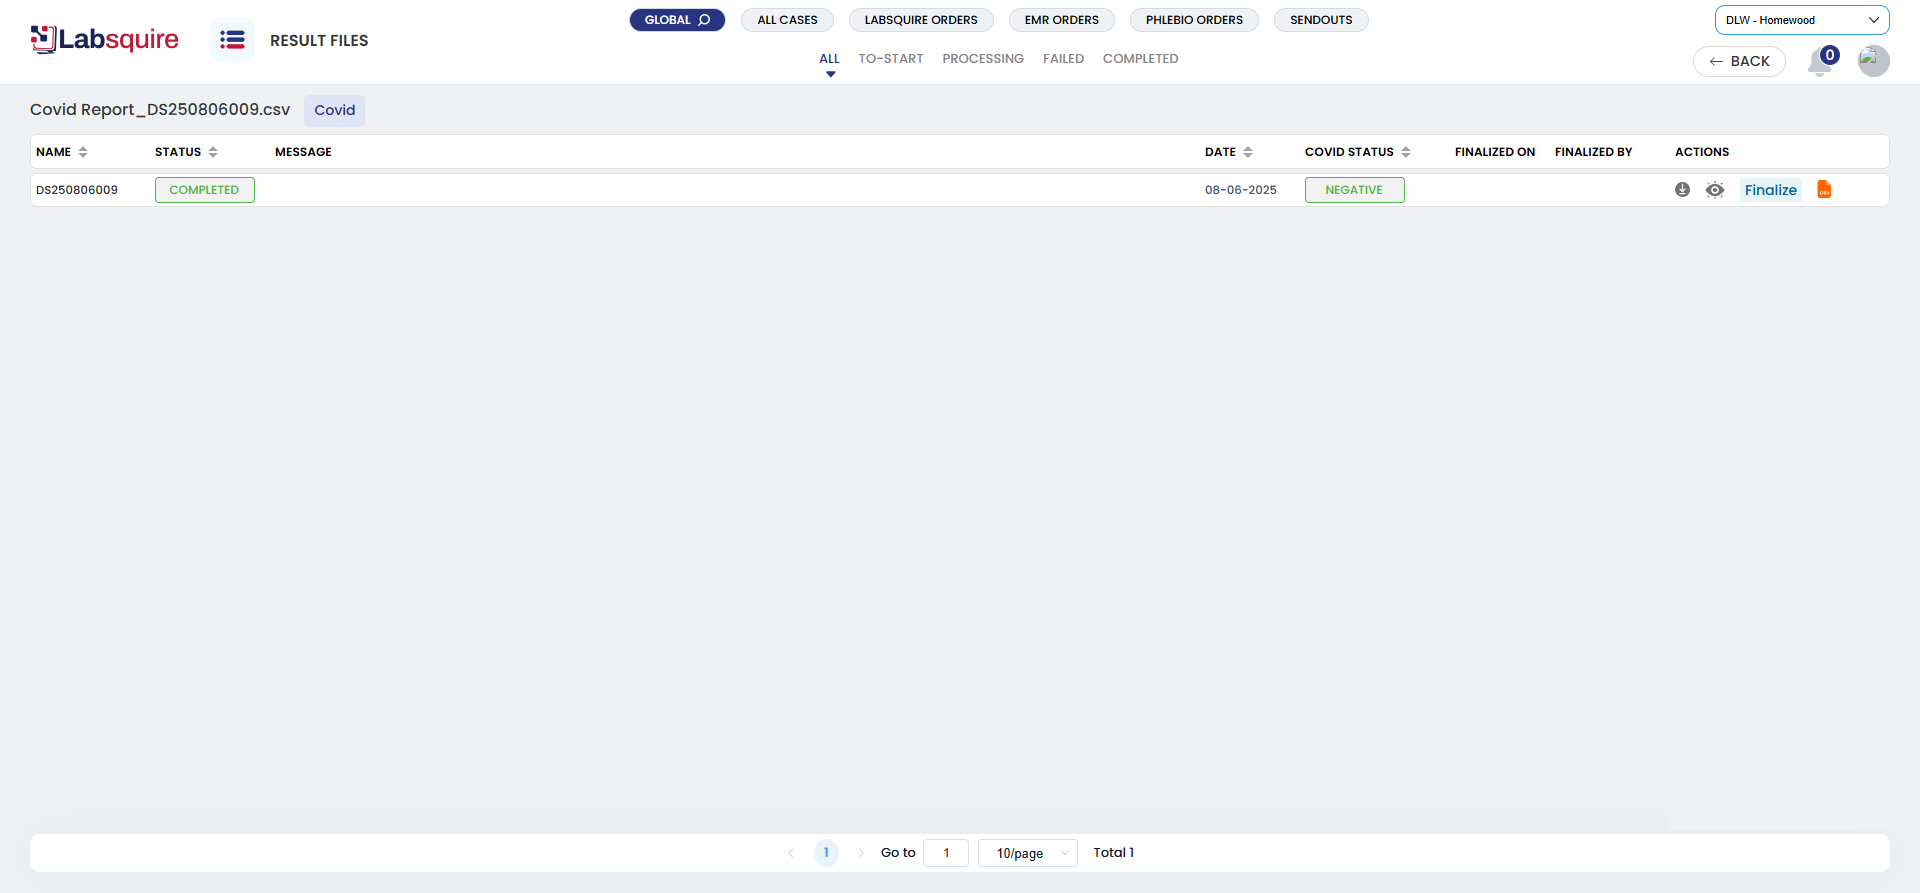 Labsquire
RESULT FILES
GLOBAL
ALL CASES
LABSQUIRE ORDERS
EMR ORDERS
PHLEBIO ORDERS
SENDOUTS
DLW - Homewood
ALL
TO-START
PROCESSING
FAILED
COMPLETED
BACK
0
Covid Report_DS250806009.csv
Covid
NAME STATUS MESSAGE DATE COVID STATUS FINALIZED ON FINALIZED BY ACTIONS
DS250806009 COMPLETED 08-06-2025 NEGATIVE Finalize CSV
1 Go to 1 10/page Total 1